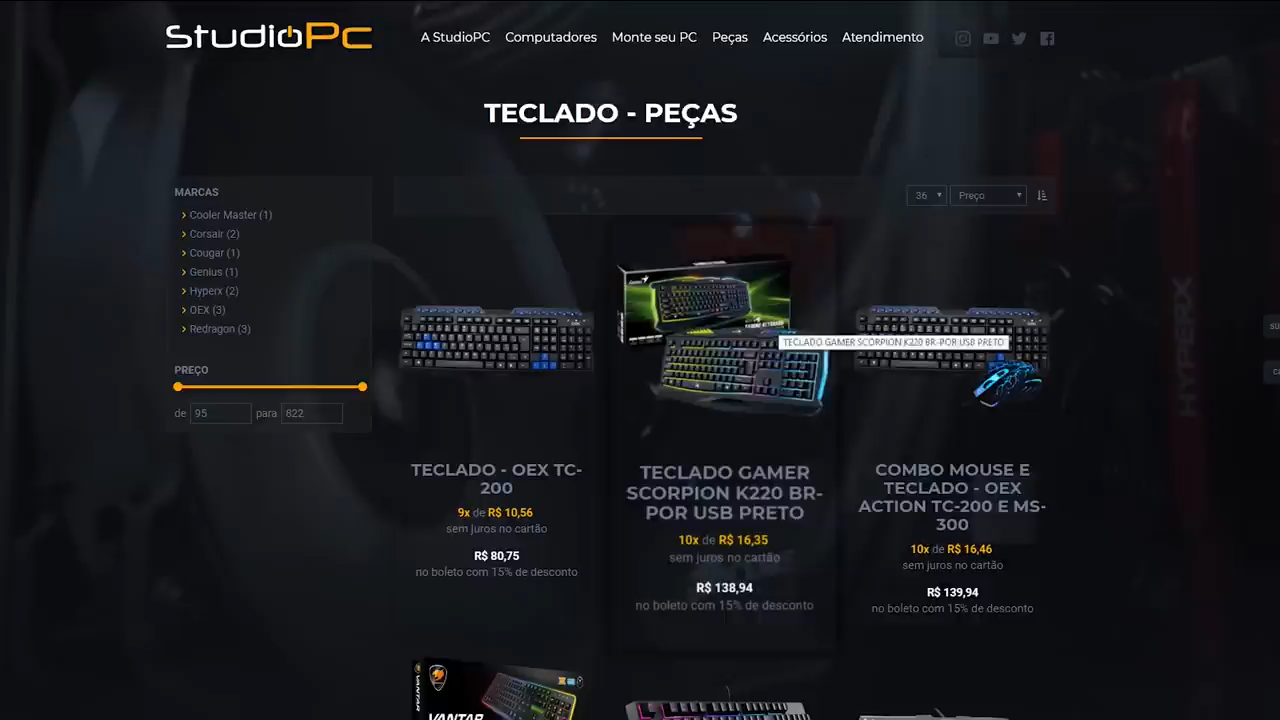 StudioPc
A StudioPC
Computadores
Monte seu PC
Peças
Acessórios
Atendimento
TECLADO - PEÇAS
MARCAS
Cooler Master (1)
Corsair (2)
Cougar (1)
Genius (1)
Hyperx (2)
OEX (3)
Redragon (3)
PREÇO
de 95 para 822
36
Preço
TECLADO GAMER SCORPION K220 BR-POR USB PRETO
TECLADO - OEX TC-
200
9x de R$ 10,56
sem juros no cartão
R$ 80,75
no boleto com 15% de desconto
TECLADO GAMER
SCORPION K220 BR-
POR USB PRETO
10x de R$ 16,35
sem juros no cartão
R$ 138,94
no boleto com 15% de desconto
COMBO MOUSE E
TECLADO - OEX
ACTION TC-200 E MS-
300
10x de R$ 16,46
sem juros no cartão
R$ 139,94
no boleto com 15% de desconto
VANTAR
HYPERX